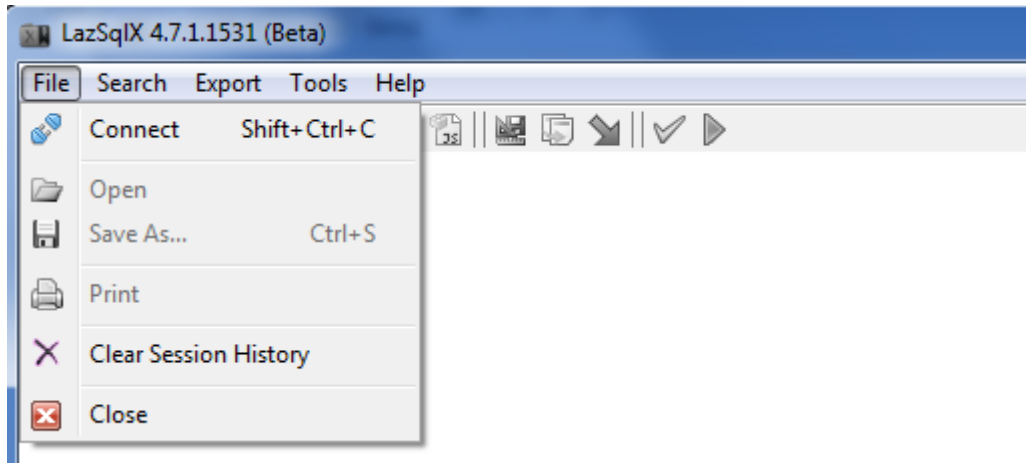 LazSqlX 4.7.1.1531 (Beta)
File Search Export Tools Help
Connect Shift+Ctrl+C
JS
Open
Save As... Ctrl+S
Print
Clear Session History
Close